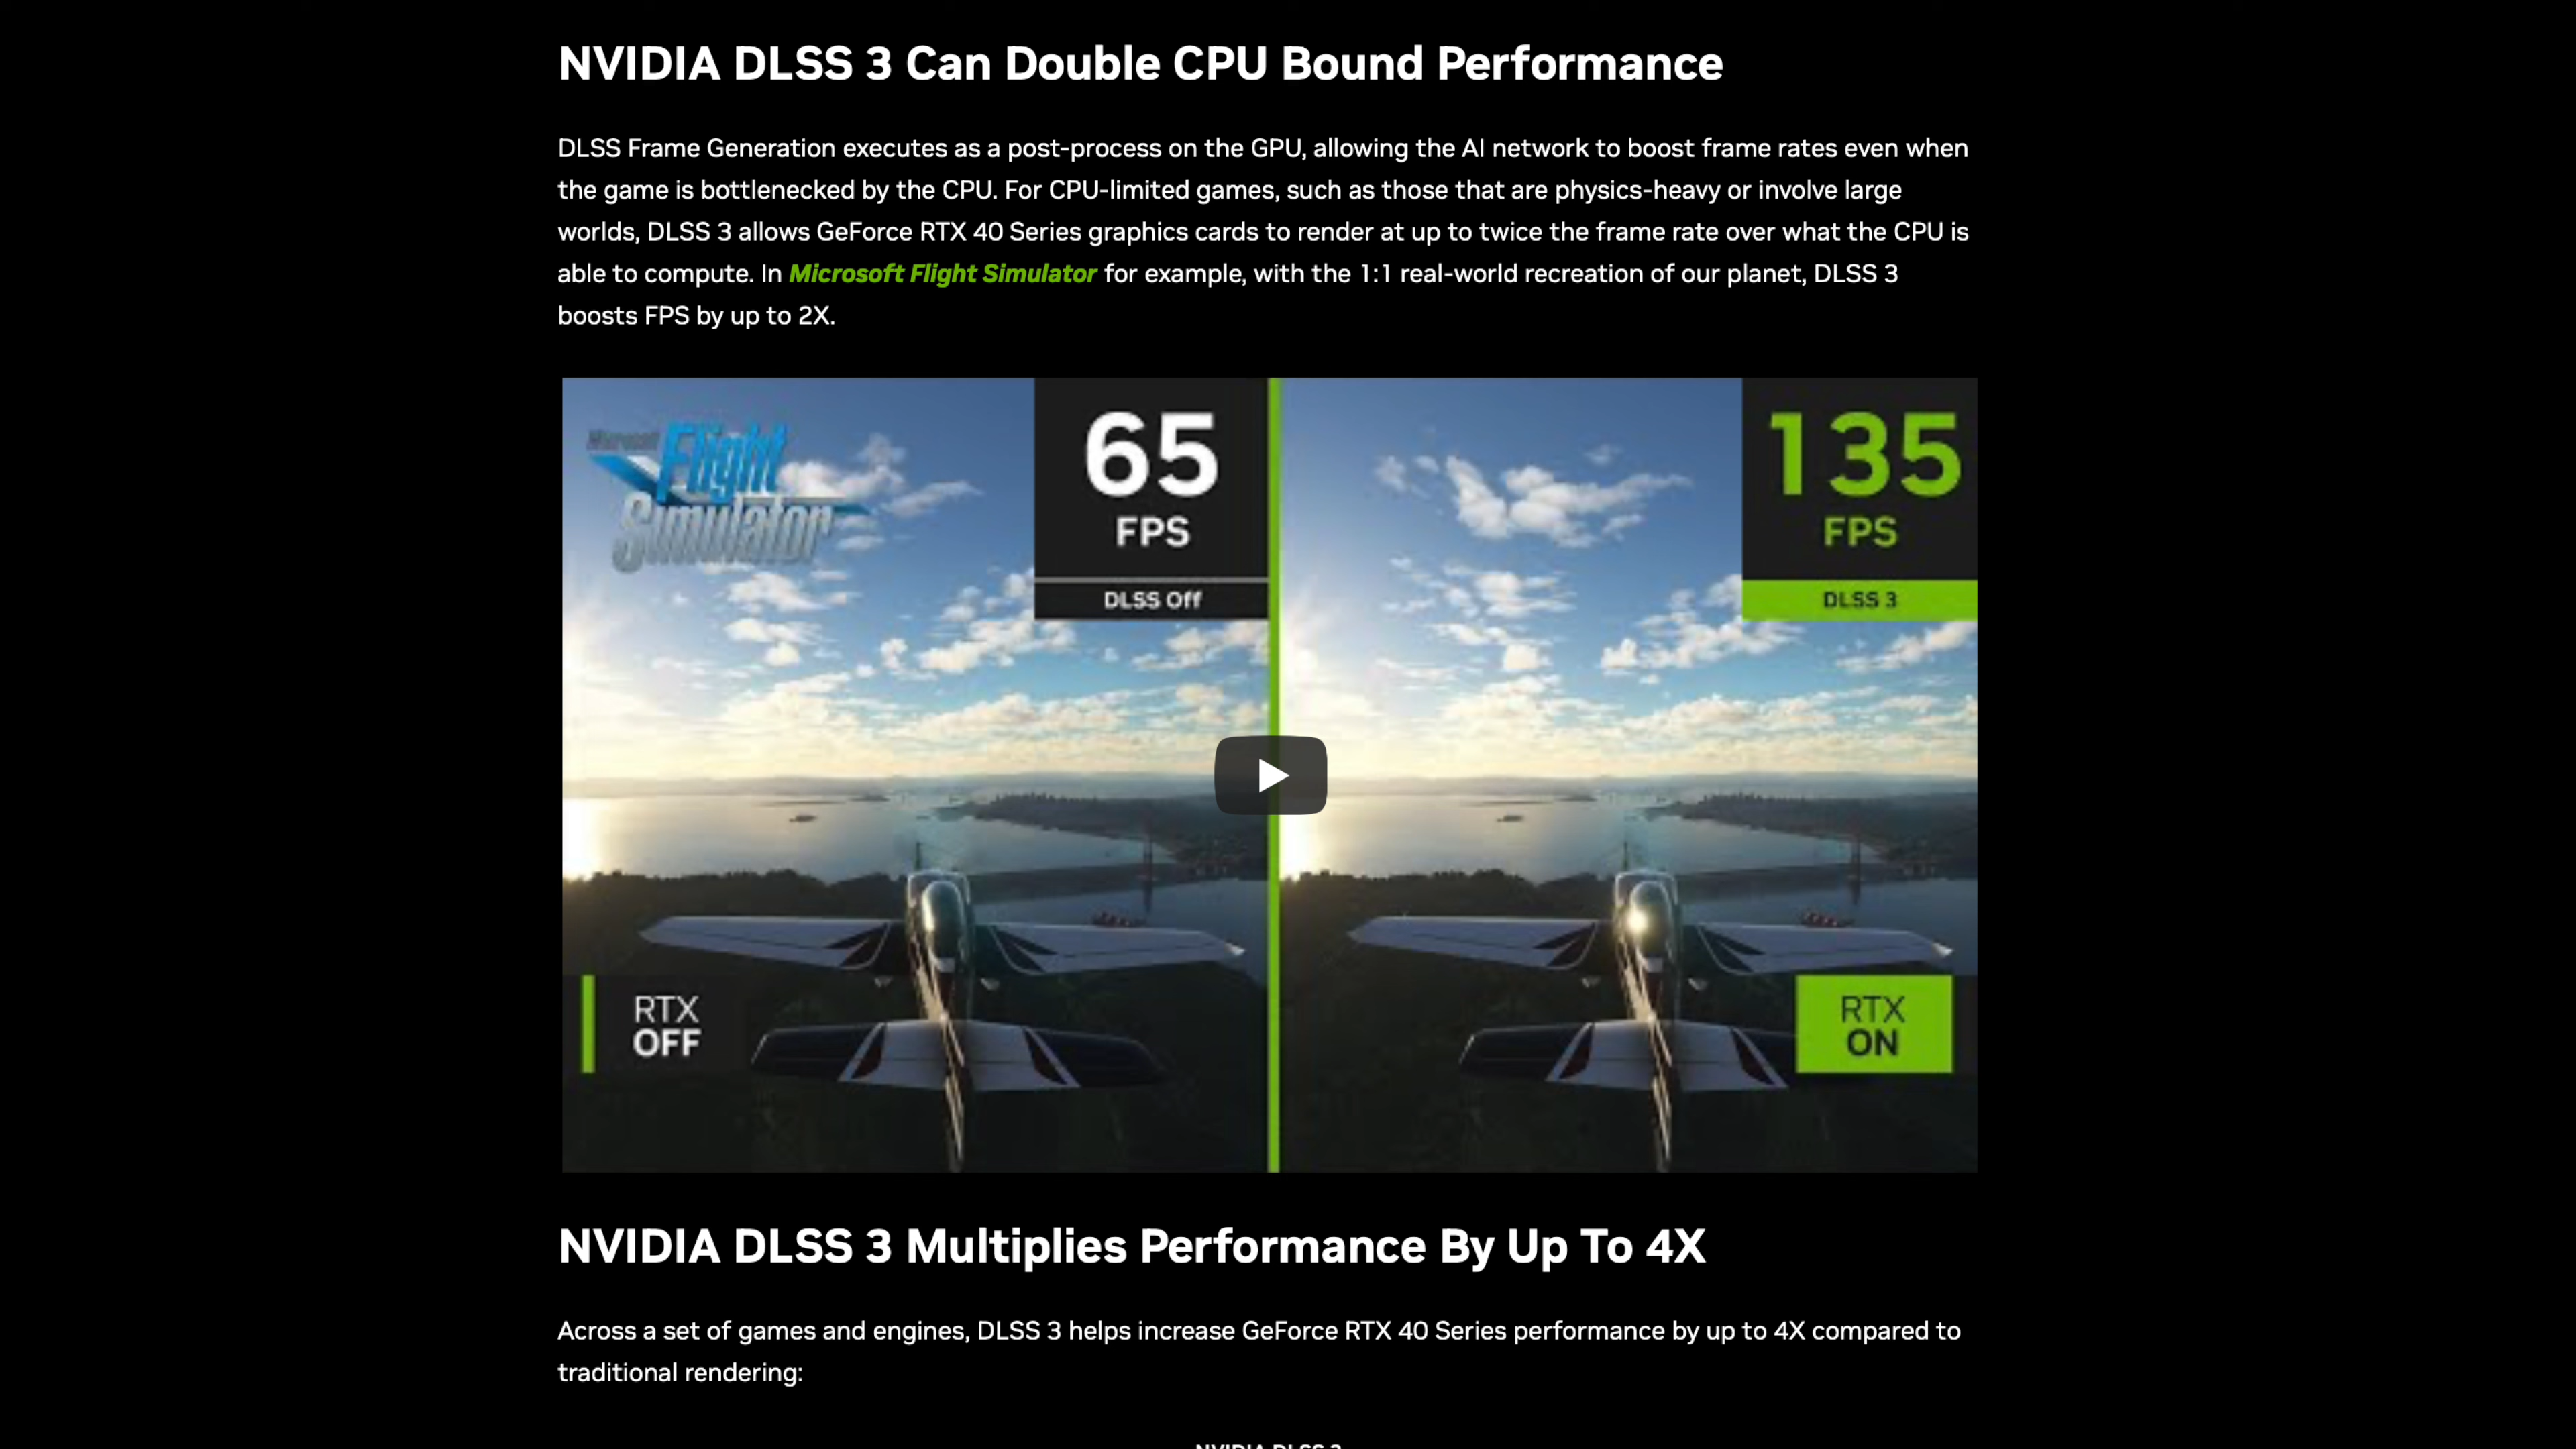 NVIDIA DLSS 3 Can Double CPU Bound Performance
DLSS Frame Generation executes as a post-process on the GPU, allowing the AI network to boost frame rates even when
the game is bottlenecked by the CPU. For CPU-limited games, such as those that are physics-heavy or involve large
worlds, DLSS 3 allows GeForce RTX 40 Series graphics cards to render at up to twice the frame rate over what the CPU is
able to compute. In Microsoft Flight Simulator for example, with the 1:1 real-world recreation of our planet, DLSS 3
boosts FPS by up to 2X.
Microsoft
Flight
Simulator
65
FPS
DLSS Off
135
FPS
DLSS 3
RTX
OFF
RTX
ON
NVIDIA DLSS 3 Multiplies Performance By Up To 4X
Across a set of games and engines, DLSS 3 helps increase GeForce RTX 40 Series performance by up to 4X compared to
traditional rendering:
NVIDIA DLSS 3